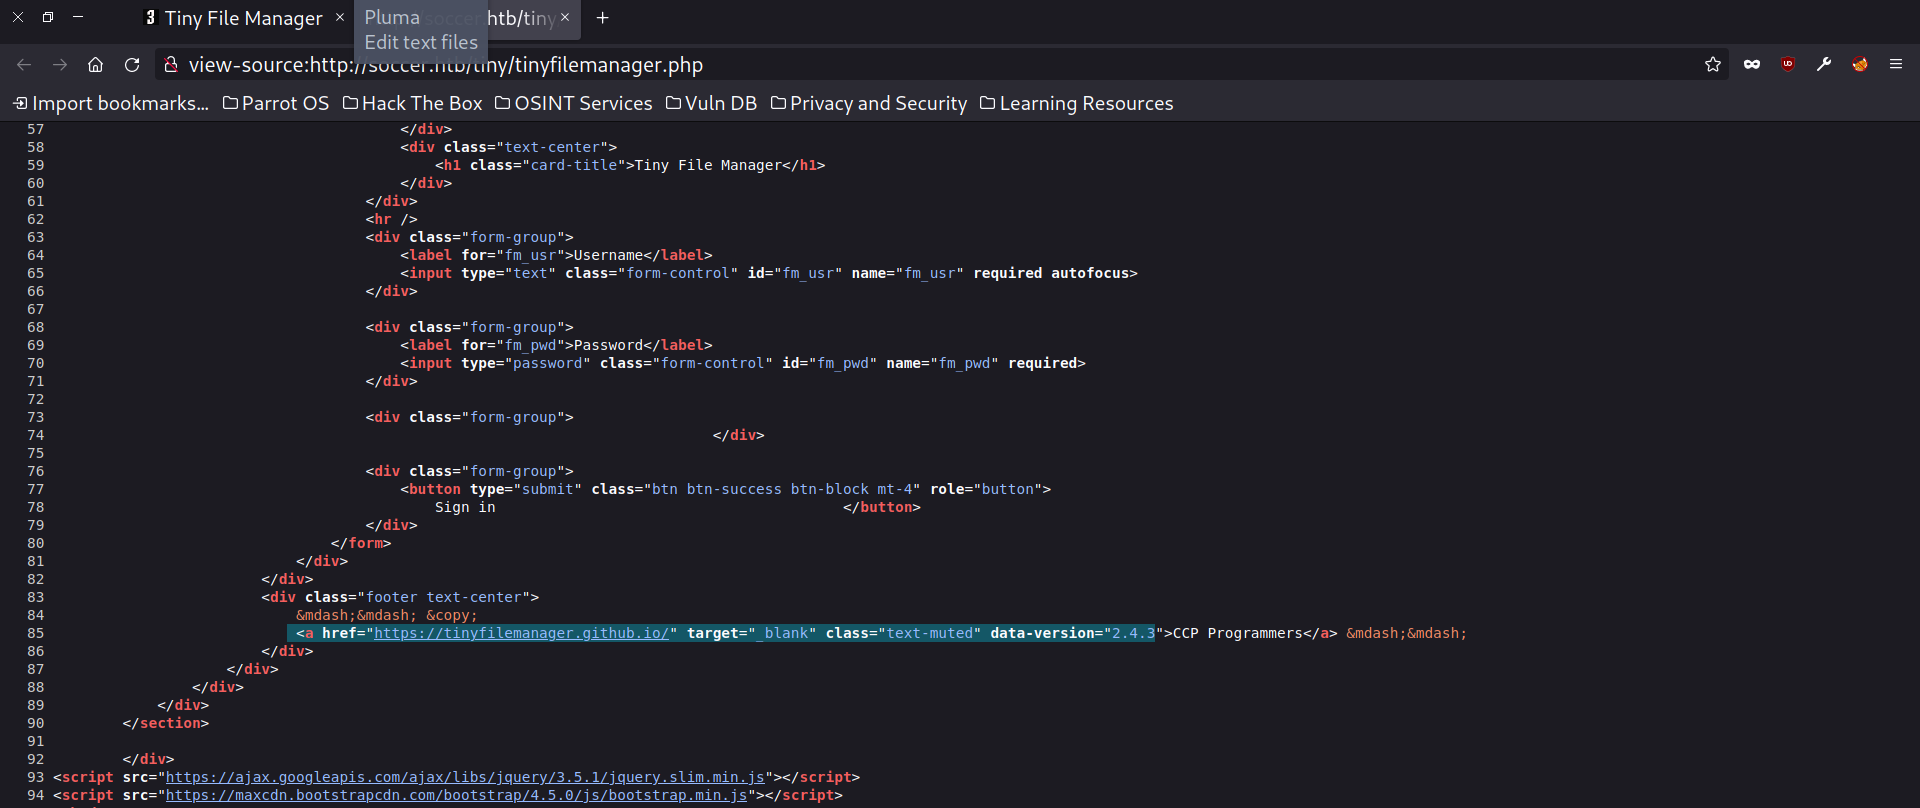 Tiny File Manager
Pluma
Edit text files
soccer.htb/tiny
view-source:http://soccer.htb/tiny/tinyfilemanager.php
Import bookmarks... Parrot OS Hack The Box OSINT Services Vuln DB Privacy and Security Learning Resources
57 </div>
58 <div class="text-center">
59 <h1 class="card-title">Tiny File Manager</h1>
60 </div>
61 </div>
62 <hr />
63 <div class="form-group">
64 <label for="fm_usr">Username</label>
65 <input type="text" class="form-control" id="fm_usr" name="fm_usr" required autofocus>
66 </div>
67
68 <div class="form-group">
69 <label for="fm_pwd">Password</label>
70 <input type="password" class="form-control" id="fm_pwd" name="fm_pwd" required>
71 </div>
72
73 <div class="form-group">
74 </div>
75
76 <div class="form-group">
77 <button type="submit" class="btn btn-success btn-block mt-4" role="button">
78 Sign in </button>
79 </div>
80 </form>
81 </div>
82 </div>
83 <div class="footer text-center">
84 &mdash;&mdash; &copy;
85 <a href="https://tinyfilemanager.github.io/" target="_blank" class="text-muted" data-version="2.4.3">CCP Programmers</a> &mdash;&mdash;
86 </div>
87 </div>
88 </div>
89 </div>
90 </section>
91
92 </div>
93 <script src="https://ajax.googleapis.com/ajax/libs/jquery/3.5.1/jquery.slim.min.js"></script>
94 <script src="https://maxcdn.bootstrapcdn.com/bootstrap/4.5.0/js/bootstrap.min.js"></script>